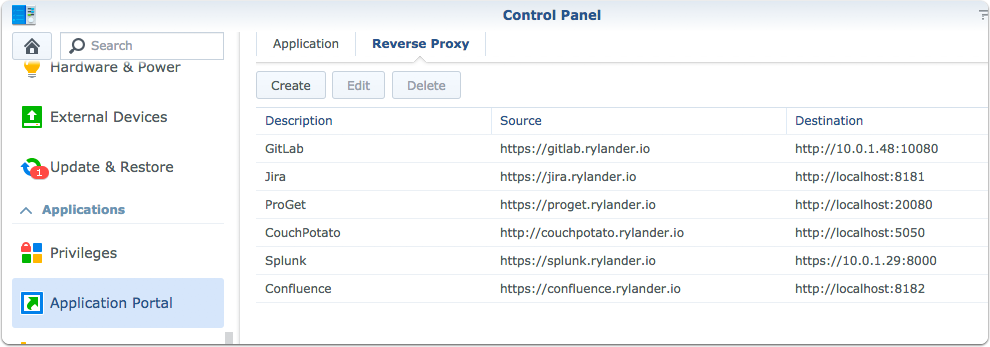 Control Panel
Search
Hardware & Power
External Devices
1
Update & Restore
Applications
Privileges
Application Portal
Application Reverse Proxy
Create Edit Delete
Description Source Destination
GitLab https://gitlab.rylander.io http://10.0.1.48:10080
Jira https://jira.rylander.io http://localhost:8181
ProGet https://proget.rylander.io http://localhost:20080
CouchPotato http://couchpotato.rylander.io http://localhost:5050
Splunk https://splunk.rylander.io https://10.0.1.29:8000
Confluence https://confluence.rylander.io http://localhost:8182